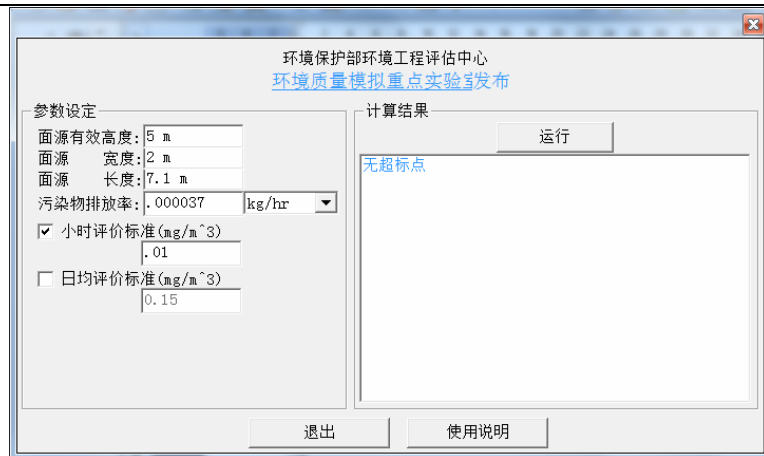 环境保护部环境工程评估中心
环境质量模拟重点实验室发布
参数设定
面源有效高度: 5 m
面源 宽度: 2 m
面源 长度: 7.1 m
污染物排放率: .000037 kg/hr
小时评价标准(mg/m^3)
.01
日均评价标准(mg/m^3)
0.15
计算结果
运行
无超标点
退出
使用说明